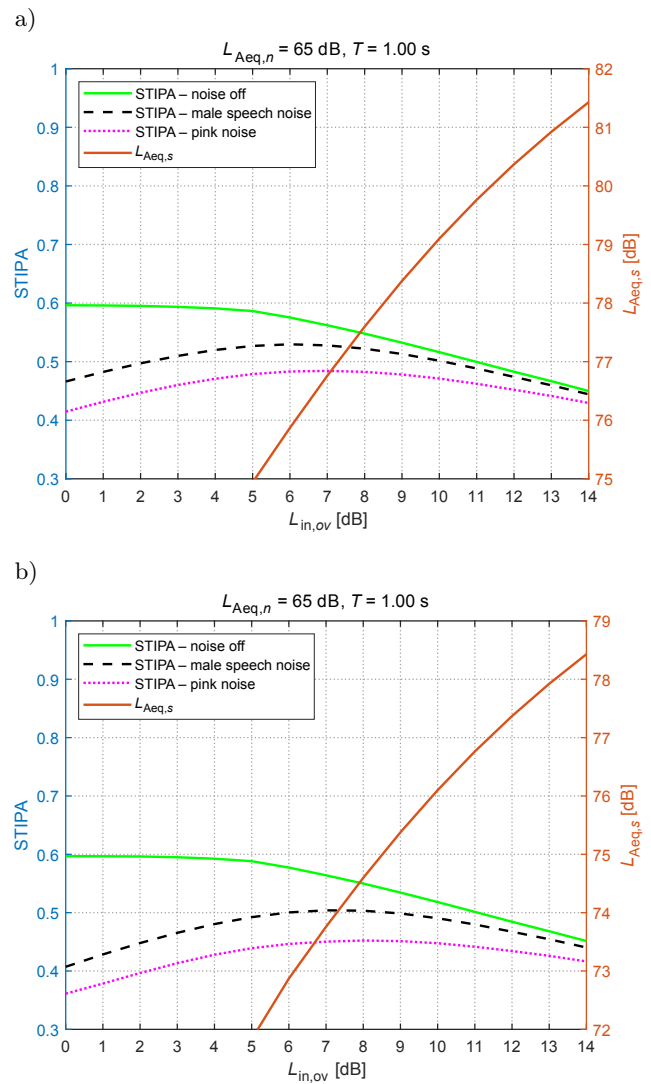 a)
L_Aeq,n = 65 dB, T = 1.00 s
STIPA – noise off
STIPA – male speech noise
STIPA – pink noise
L_Aeq,s
1
0.9
0.8
0.7
0.6
0.5
0.4
0.3
STIPA
82
81
80
79
78
77
76
75
L_Aeq,s [dB]
0 1 2 3 4 5 6 7 8 9 10 11 12 13 14
L_in,ov [dB]
b)
L_Aeq,n = 65 dB, T = 1.00 s
STIPA – noise off
STIPA – male speech noise
STIPA – pink noise
L_Aeq,s
1
0.9
0.8
0.7
0.6
0.5
0.4
0.3
STIPA
79
78
77
76
75
74
73
72
L_Aeq,s [dB]
0 1 2 3 4 5 6 7 8 9 10 11 12 13 14
L_in,ov [dB]